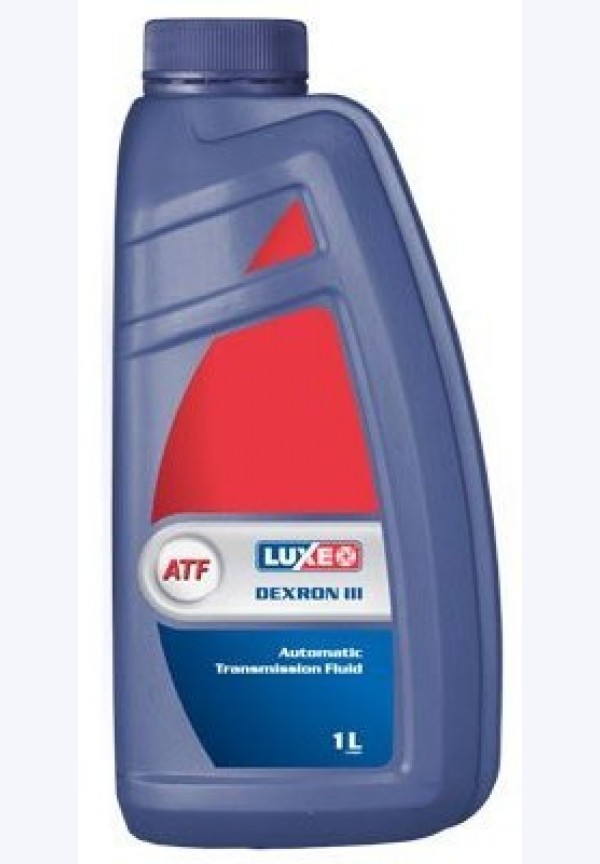 ATF
LUXE
DEXRON III
Automatic
Transmission Fluid
1L